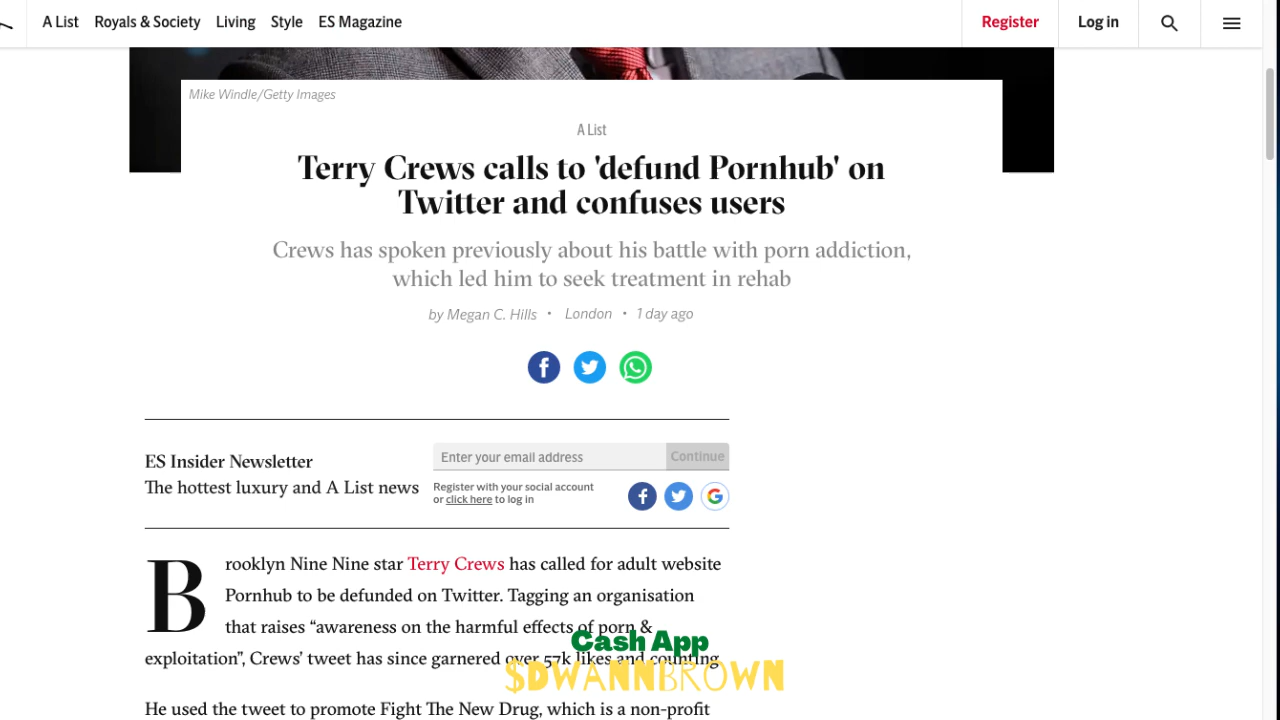 A List Royals & Society Living Style ES Magazine Register Log in
Mike Windle/Getty Images
A List
Terry Crews calls to 'defund Pornhub' on
Twitter and confuses users
Crews has spoken previously about his battle with porn addiction,
which led him to seek treatment in rehab
by Megan C. Hills • London • 1 day ago
ES Insider Newsletter
The hottest luxury and A List news
Enter your email address Continue
Register with your social account
or click here to log in
Brooklyn Nine Nine star Terry Crews has called for adult website
Pornhub to be defunded on Twitter. Tagging an organisation
that raises “awareness on the harmful effects of porn &
exploitation”, Crews’ tweet has since garnered over 57k likes and counting.
Cash App
$DWANNBROWN
He used the tweet to promote Fight The New Drug, which is a non-profit